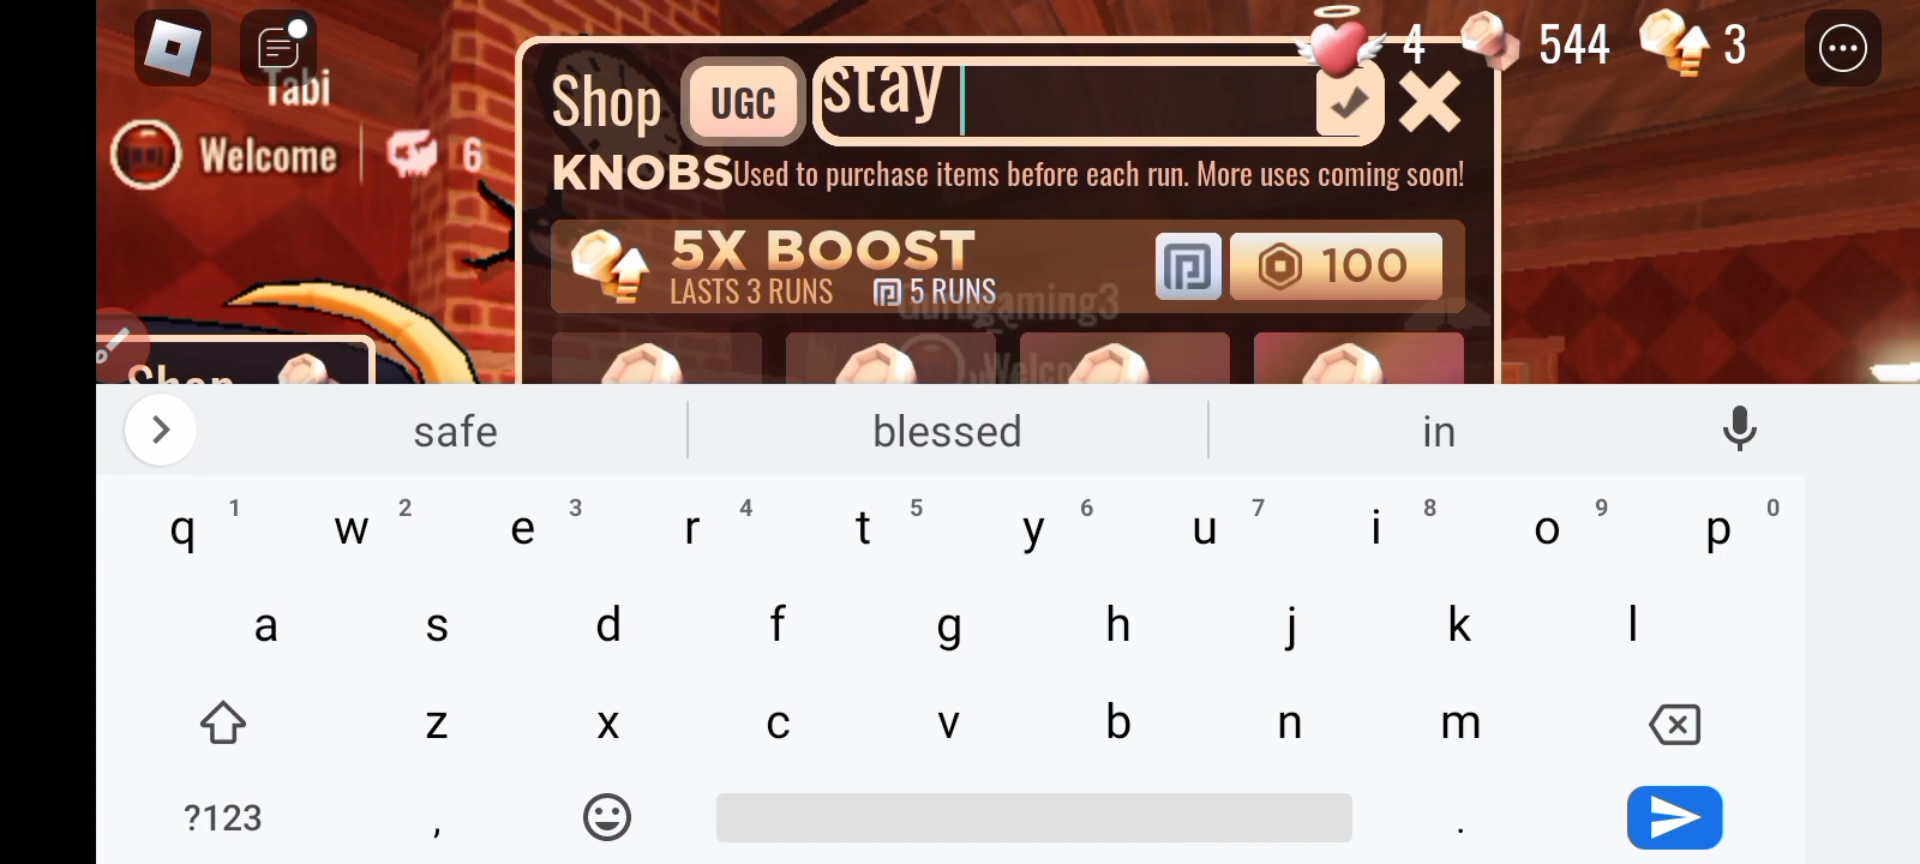 4
544
3
Tabi
Welcome
6
Shop
UGC
stay
KNOBS
Used to purchase items before each run. More uses coming soon!
5X BOOST
LASTS 3 RUNS
5 RUNS
100
Welco
Shop
safe
blessed
in
q 1
w 2
e 3
r 4
t 5
y 6
u 7
i 8
o 9
p 0
a
s
d
f
g
h
j
k
l
z
x
c
v
b
n
m
?123
,
.